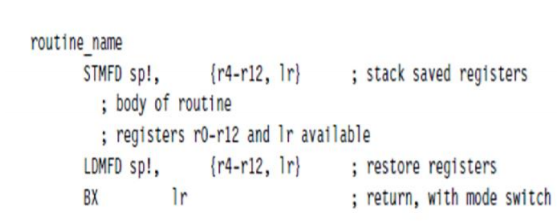 routine_name
STMFD sp!, {r4-r12, lr} ; stack saved registers
; body of routine
; registers r0-r12 and lr available
LDMFD sp!, {r4-r12, lr} ; restore registers
BX lr ; return, with mode switch